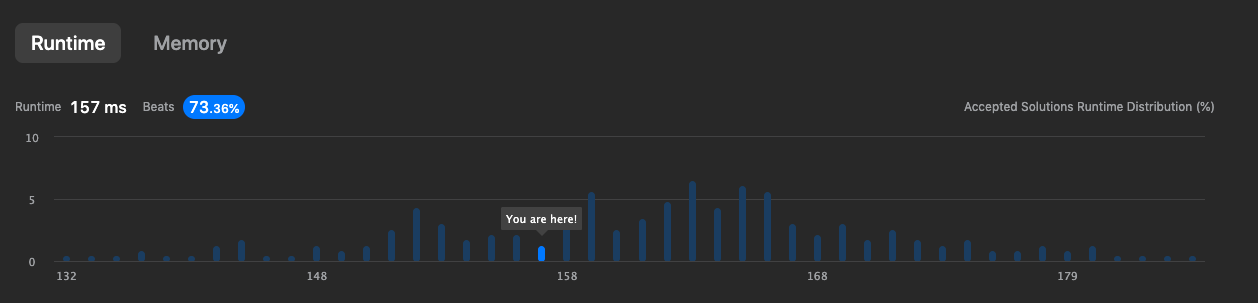 Runtime Memory
Runtime 157 ms Beats 73.36% Accepted Solutions Runtime Distribution (%)
10
5
You are here!
0
132 148 158 168 179